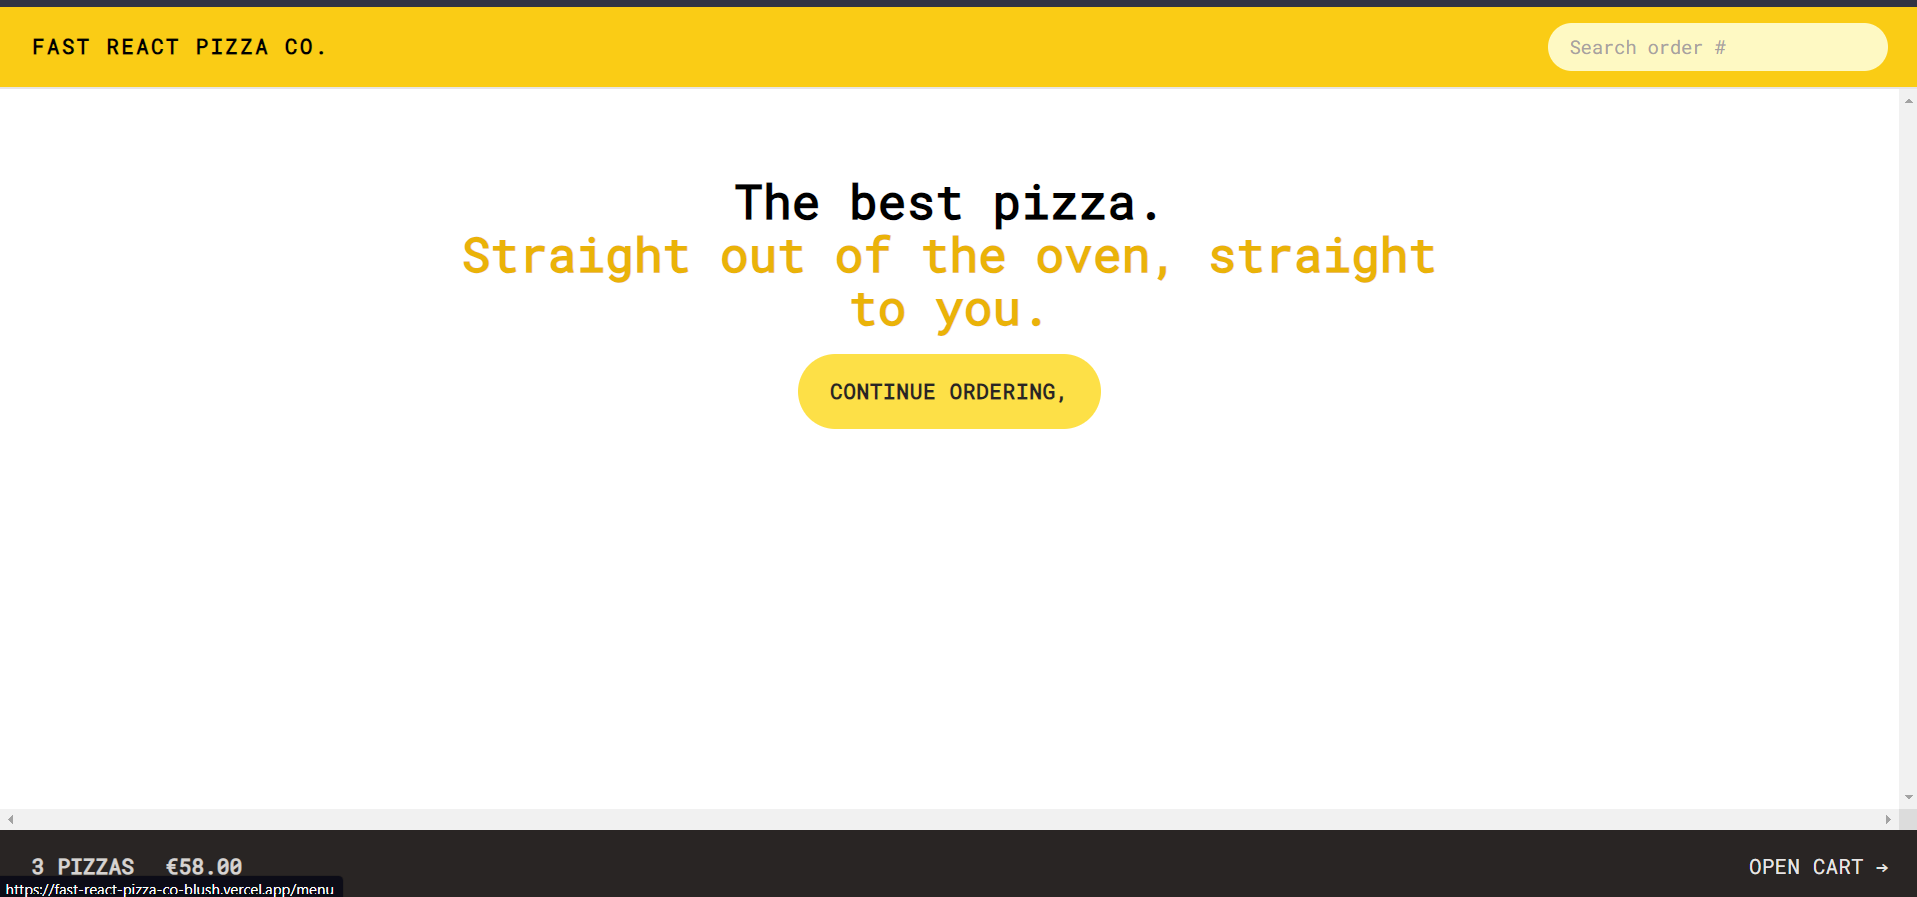 FAST REACT PIZZA CO.
Search order #
The best pizza.
Straight out of the oven, straight
to you.
CONTINUE ORDERING,
3 PIZZAS €58.00
OPEN CART →
https://fast-react-pizza-co-blush.vercel.app/menu